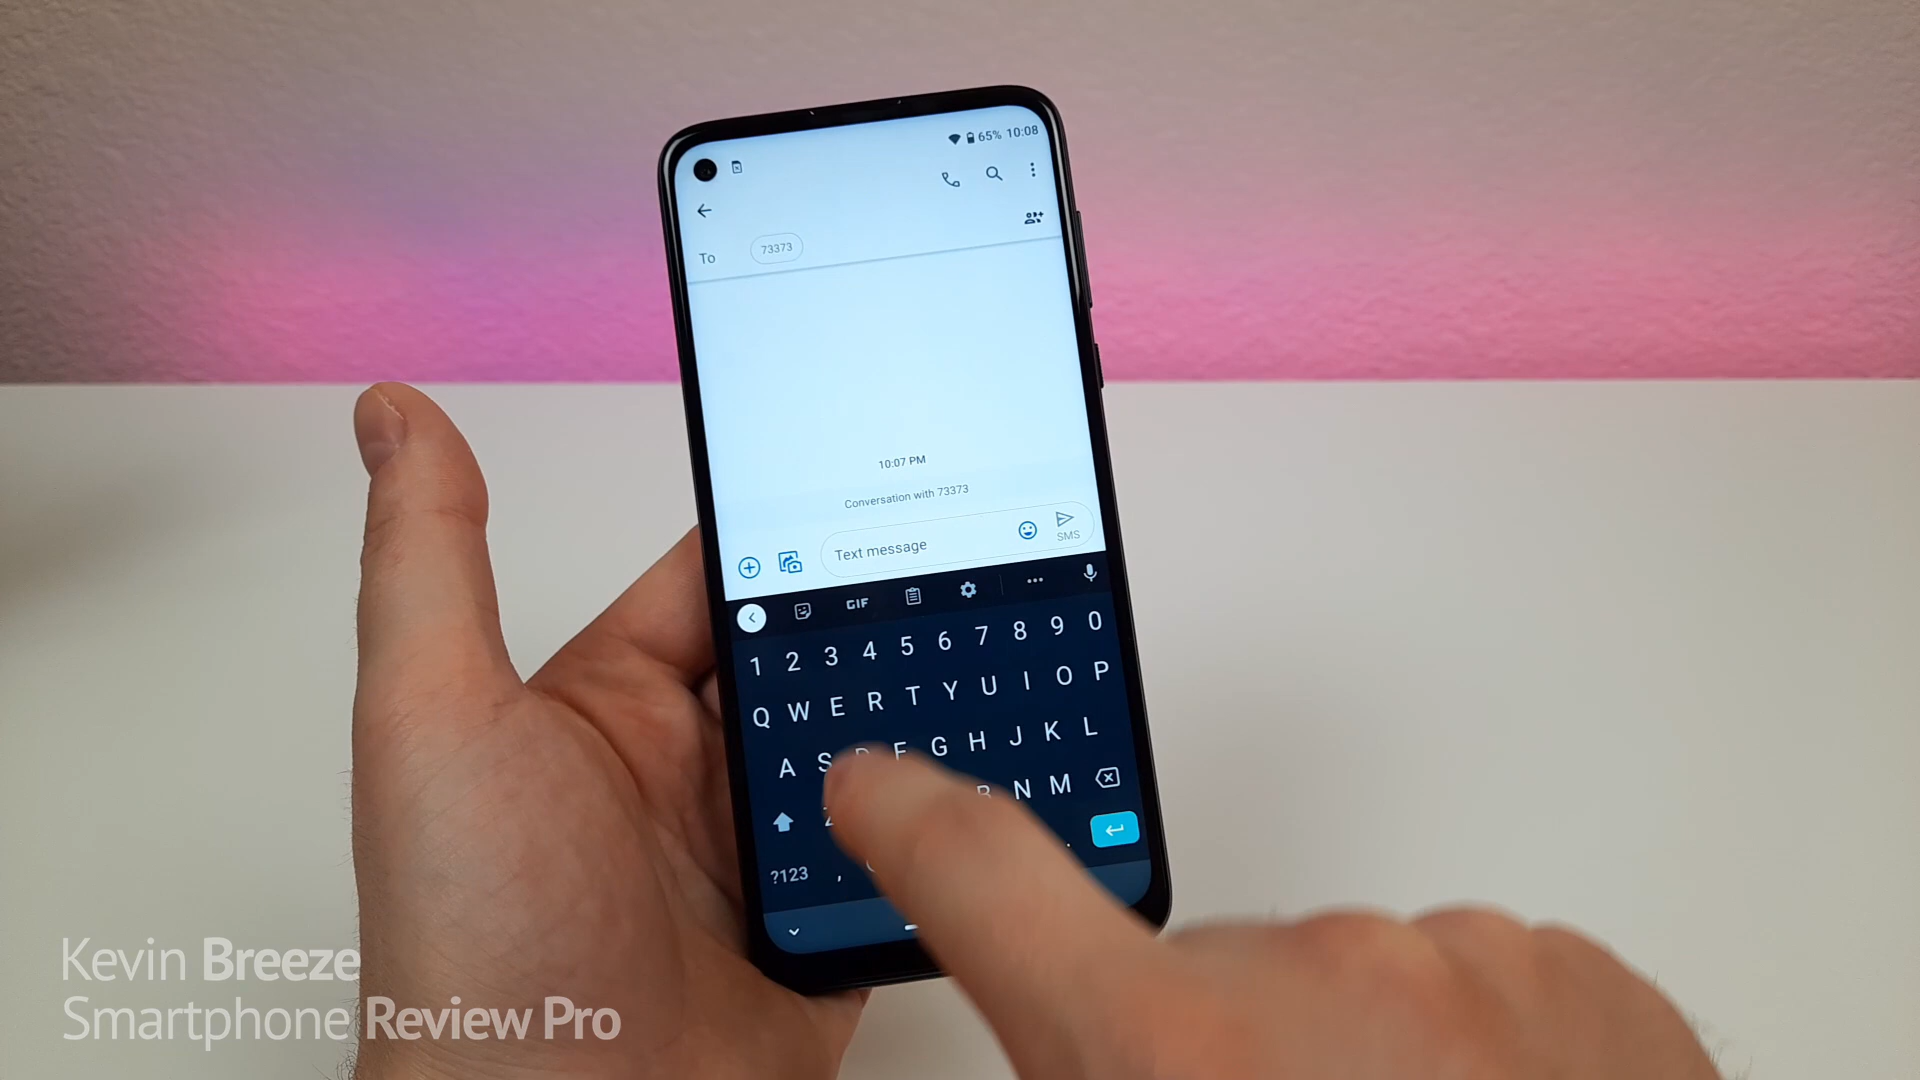 65% 10:08
To 73373
10:07 PM
Conversation with 73373
Text message
SMS
GIF
1 2 3 4 5 6 7 8 9 0
Q W E R T Y U I O P
A S D F G H J K L
Z B N M
?123 , .
Kevin Breeze
Smartphone Review Pro